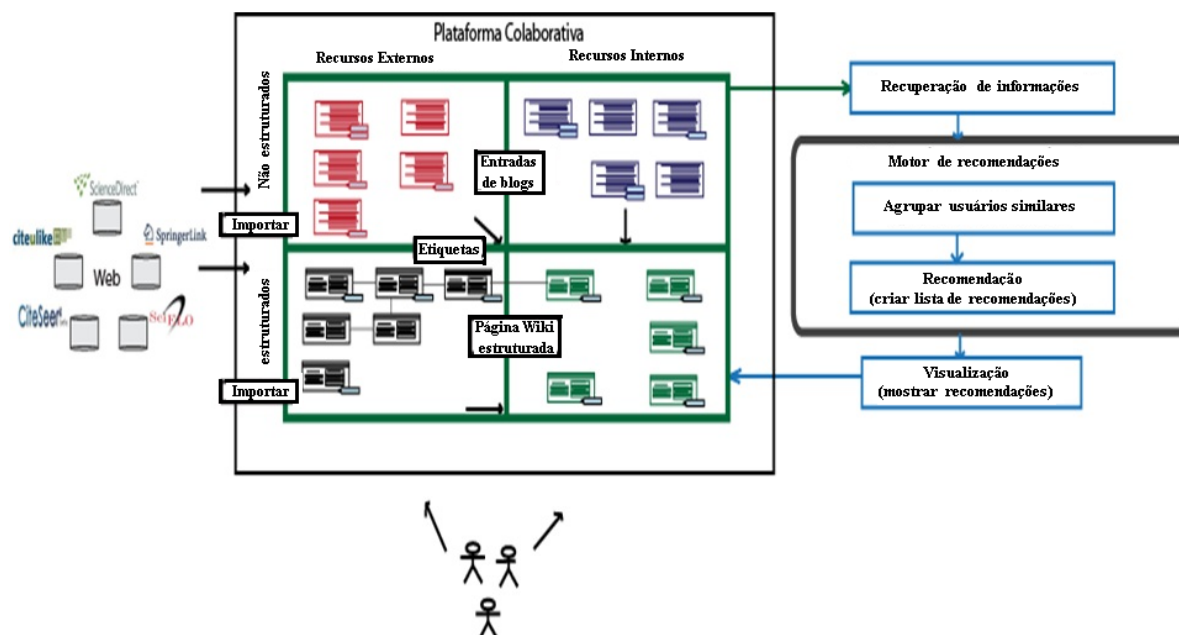 Plataforma Colaborativa
Recursos Externos
Recursos Internos
Não estruturados
estruturados
Entradas
de blogs
Etiquetas
Página Wiki
estruturada
Importar
Importar
ScienceDirect
citeulike
SpringerLink
Web
CiteSeer
SciELO
Recuperação de informações
Motor de recomendações
Agrupar usuários similares
Recomendação
(criar lista de recomendações)
Visualização
(mostrar recomendações)